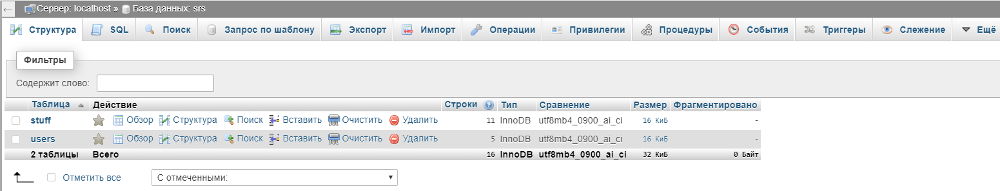 Сервер: localhost » База данных: srs
Структура SQL Поиск Запрос по шаблону Экспорт Импорт Операции Привилегии Процедуры События Триггеры Слежение Ещё
Фильтры
Содержит слово:
Таблица Действие Строки Тип Сравнение Размер Фрагментировано
stuff Обзор Структура Поиск Вставить Очистить Удалить 11 InnoDB utf8mb4_0900_ai_ci 16 КиБ -
users Обзор Структура Поиск Вставить Очистить Удалить 5 InnoDB utf8mb4_0900_ai_ci 16 КиБ -
2 таблицы Всего 16 InnoDB utf8mb4_0900_ai_ci 32 КиБ 0 Байт
Отметить все С отмеченными: